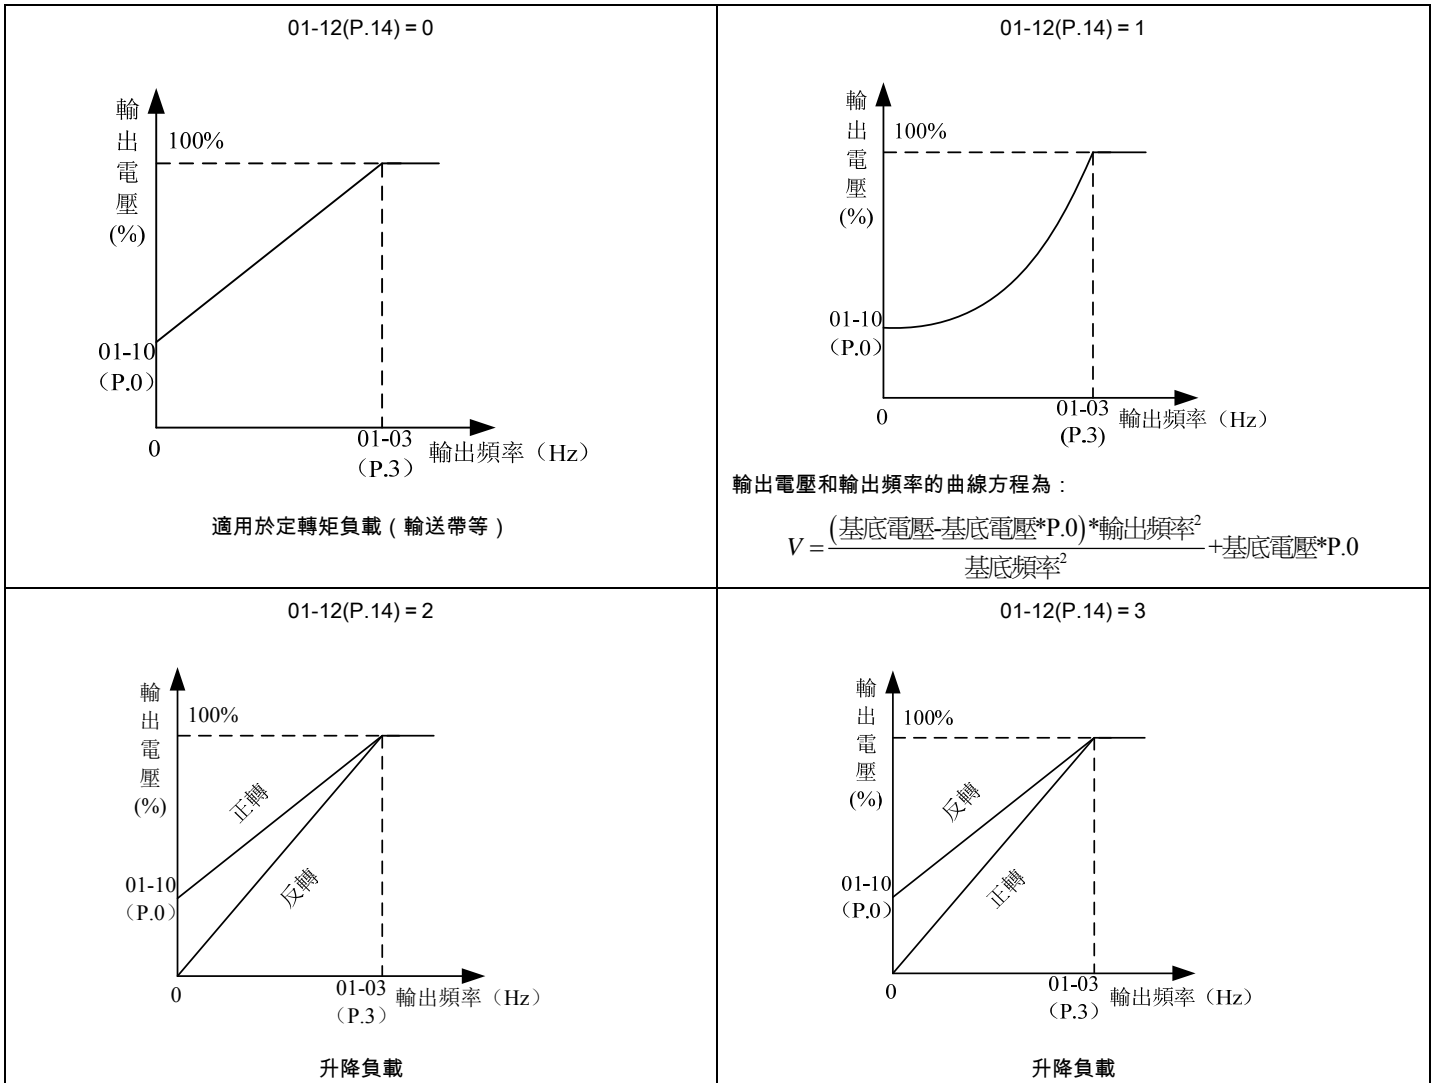 01-12(P.14) = 0
輸出電壓(%)
100%
01-10
（P.0）
0
01-03
（P.3）
輸出頻率（Hz）
適用於定轉矩負載（輸送帶等）
01-12(P.14) = 1
輸出電壓(%)
100%
01-10
（P.0）
0
01-03
(P.3)
輸出頻率（Hz）
輸出電壓和輸出頻率的曲線方程為：
V = (基底電壓-基底電壓*P.0)*輸出頻率² / 基底頻率² +基底電壓*P.0
01-12(P.14) = 2
輸出電壓(%)
100%
正轉
反轉
01-10
（P.0）
0
01-03
（P.3）
輸出頻率（Hz）
升降負載
01-12(P.14) = 3
輸出電壓(%)
100%
反轉
正轉
01-10
（P.0）
0
01-03
（P.3）
輸出頻率（Hz）
升降負載